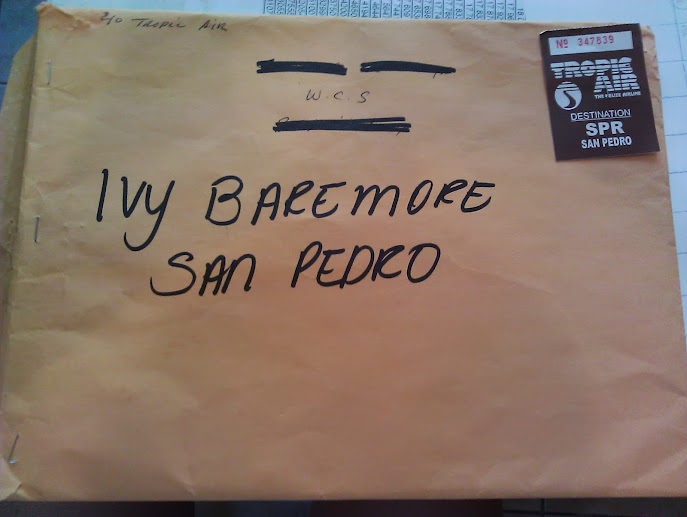 c/o Tropic Air
W.C.S
IVY BAREMORE
SAN PEDRO
Nº 347839
TROPIC
AIR
THE BELIZE AIRLINE
DESTINATION
SPR
SAN PEDRO